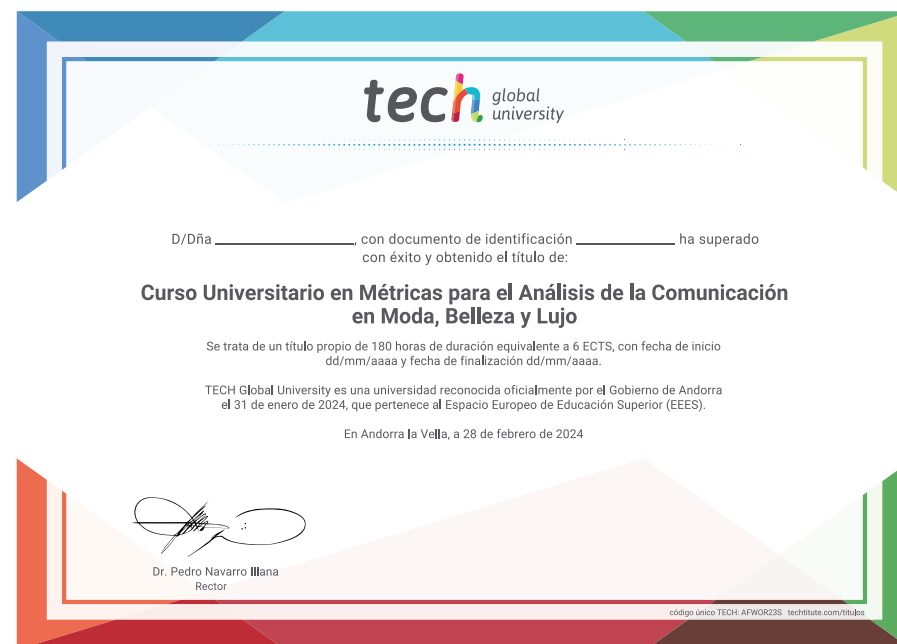 tech global university
D/Dña ____________________, con documento de identificación ______________ ha superado
con éxito y obtenido el título de:
Curso Universitario en Métricas para el Análisis de la Comunicación
en Moda, Belleza y Lujo
Se trata de un título propio de 180 horas de duración equivalente a 6 ECTS, con fecha de inicio
dd/mm/aaaa y fecha de finalización dd/mm/aaaa.
TECH Global University es una universidad reconocida oficialmente por el Gobierno de Andorra
el 31 de enero de 2024, que pertenece al Espacio Europeo de Educación Superior (EEES).
En Andorra la Vella, a 28 de febrero de 2024
Dr. Pedro Navarro Illana
Rector
código único TECH: AFWOR23S techtitute.com/titulos